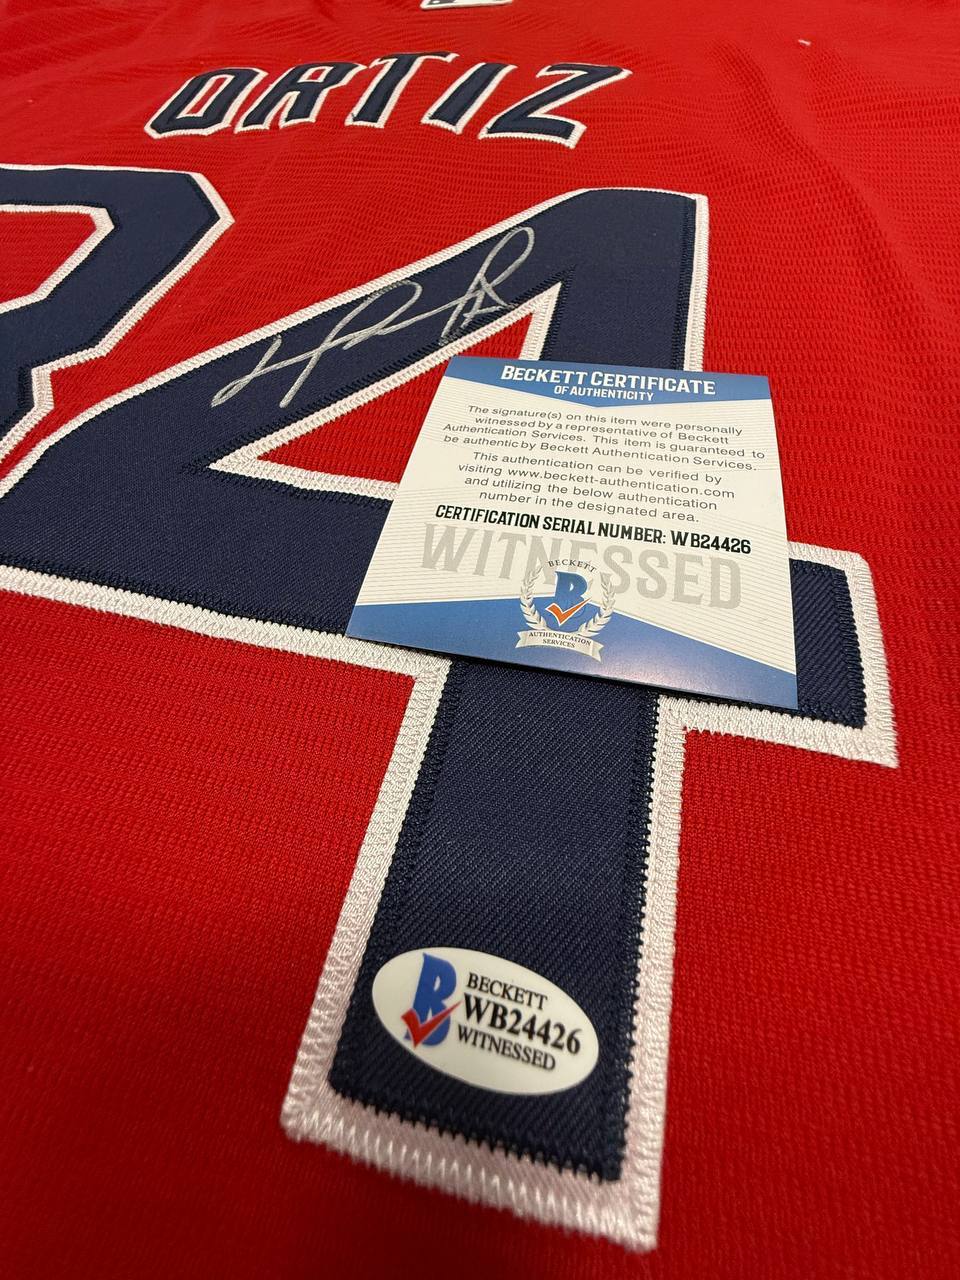 ORTIZ
34
BECKETT CERTIFICATE
OF AUTHENTICITY
The signature(s) on this item were personally
witnessed by a representative of Beckett
Authentication Services. This item is guaranteed to
be authentic by Beckett Authentication Services.
This authentication can be verified by
visiting www.beckett-authentication.com
and utilizing the below authentication
number in the designated area.
CERTIFICATION SERIAL NUMBER: WB24426
WITNESSED
BECKETT
B
AUTHENTICATION
SERVICES
B
BECKETT
WB24426
WITNESSED